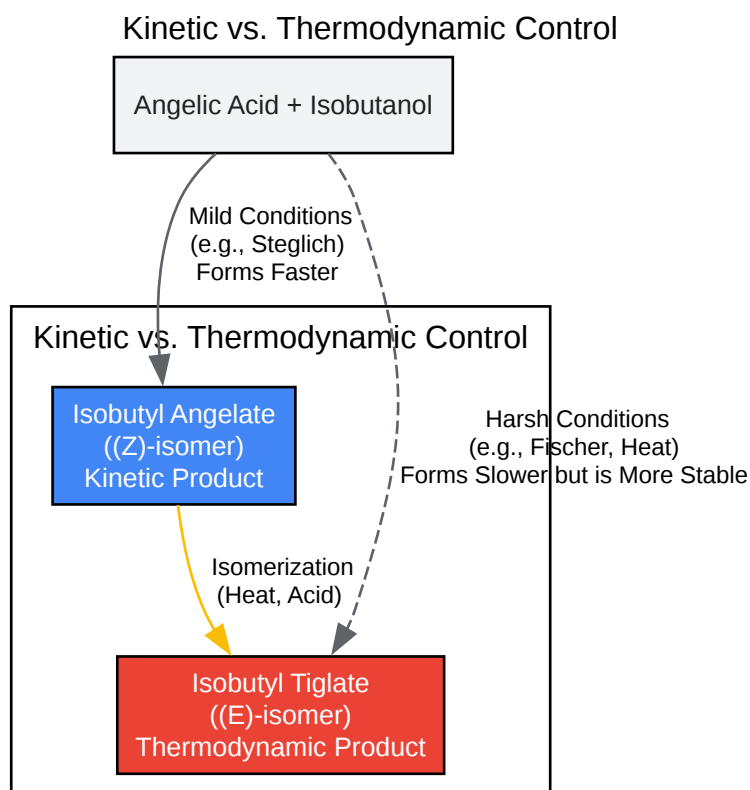 Kinetic vs. Thermodynamic Control
Angelic Acid + Isobutanol
Mild Conditions
(e.g., Steglich)
Forms Faster
Kinetic vs. Thermodynamic Control
Isobutyl Angelate
((Z)-isomer)
Kinetic Product
Harsh Conditions
(e.g., Fischer, Heat)
Forms Slower but is More Stable
Isomerization
(Heat, Acid)
Isobutyl Tiglate
((E)-isomer)
Thermodynamic Product